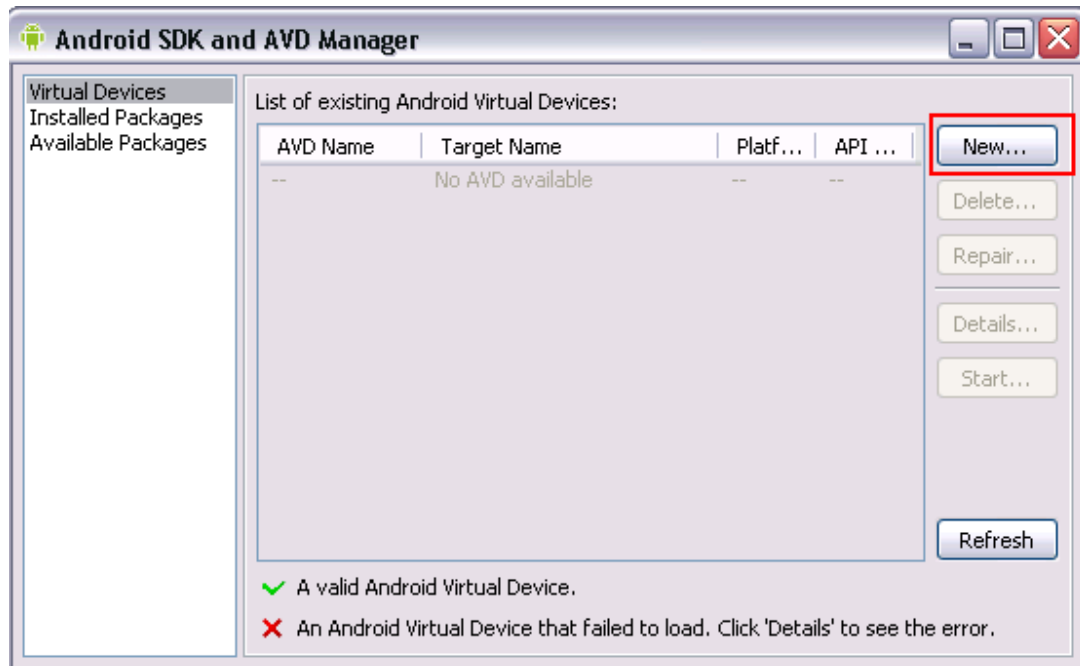 Android SDK and AVD Manager
Virtual Devices
Installed Packages
Available Packages
List of existing Android Virtual Devices:
AVD Name Target Name Platf... API ...
-- No AVD available -- --
New...
Delete...
Repair...
Details...
Start...
Refresh
A valid Android Virtual Device.
An Android Virtual Device that failed to load. Click 'Details' to see the error.